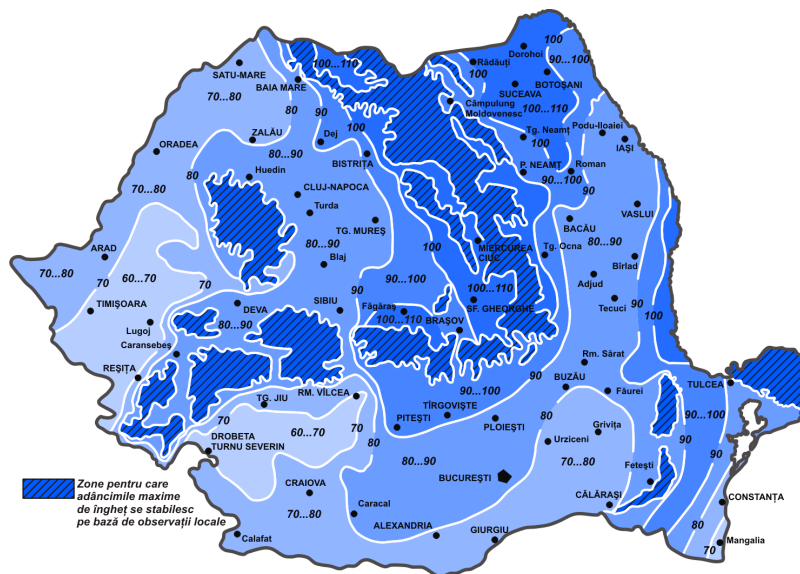 Dorohoi
100
100
90...100
Rădăuți
SATU-MARE
100...110
100
BAIA MARE
BOTOȘANI
SUCEAVA
70...80
Câmpulung
Moldovenesc
100...110
80
90
100
Podu-Iloaiei
ZALĂU
Dej
Tg. Neamț
100
IAȘI
ORADEA
80...90
BISTRIȚA
80
Huedin
P. NEAMȚ
Roman
90...100
70...80
CLUJ-NAPOCA
90
Turda
VASLUI
TG. MUREȘ
BACĂU
ARAD
80...90
100
MIERCUREA
CIUC
Tg. Ocna
80...90
Blaj
Bîrlad
70...80
70
60...70
70
90...100
Adjud
90
90
100...110
TIMIȘOARA
DEVA
SIBIU
Făgăraș
SF. GHEORGHE
Tecuci
100
Lugoj
80...90
100...110
BRAȘOV
Caransebeș
Rm. Sărat
REȘIȚA
90
TULCEA
RM. VÎLCEA
90...100
BUZĂU
Făurei
TG. JIU
TÎRGOVIȘTE
90...100
70
60...70
70
PITEȘTI
PLOIEȘTI
80
Grivița
DROBETA
TURNU SEVERIN
80
Urziceni
90
90
80...90
70...80
Zone pentru care
adâncimile maxime
de îngheț se stabilesc
pe bază de observații locale
CRAIOVA
BUCUREȘTI
Fetești
CĂLĂRAȘI
CONSTANȚA
70...80
Caracal
ALEXANDRIA
GIURGIU
80
Calafat
70
Mangalia